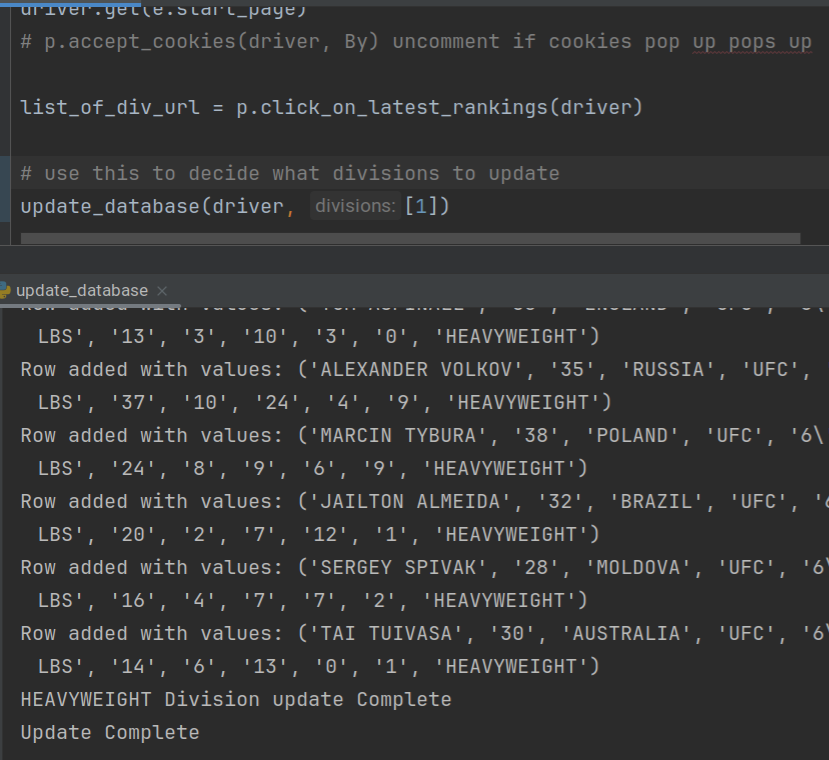 driver.get(e.start_page)
# p.accept_cookies(driver, By) uncomment if cookies pop up pops up
list_of_div_url = p.click_on_latest_rankings(driver)
# use this to decide what divisions to update
update_database(driver, divisions: [1])
update_database
LBS', '13', '3', '10', '3', '0', 'HEAVYWEIGHT')
Row added with values: ('ALEXANDER VOLKOV', '35', 'RUSSIA', 'UFC',
LBS', '37', '10', '24', '4', '9', 'HEAVYWEIGHT')
Row added with values: ('MARCIN TYBURA', '38', 'POLAND', 'UFC', '6\
LBS', '24', '8', '9', '6', '9', 'HEAVYWEIGHT')
Row added with values: ('JAILTON ALMEIDA', '32', 'BRAZIL', 'UFC', '6
LBS', '20', '2', '7', '12', '1', 'HEAVYWEIGHT')
Row added with values: ('SERGEY SPIVAK', '28', 'MOLDOVA', 'UFC', '6\
LBS', '16', '4', '7', '7', '2', 'HEAVYWEIGHT')
Row added with values: ('TAI TUIVASA', '30', 'AUSTRALIA', 'UFC', '6\
LBS', '14', '6', '13', '0', '1', 'HEAVYWEIGHT')
HEAVYWEIGHT Division update Complete
Update Complete